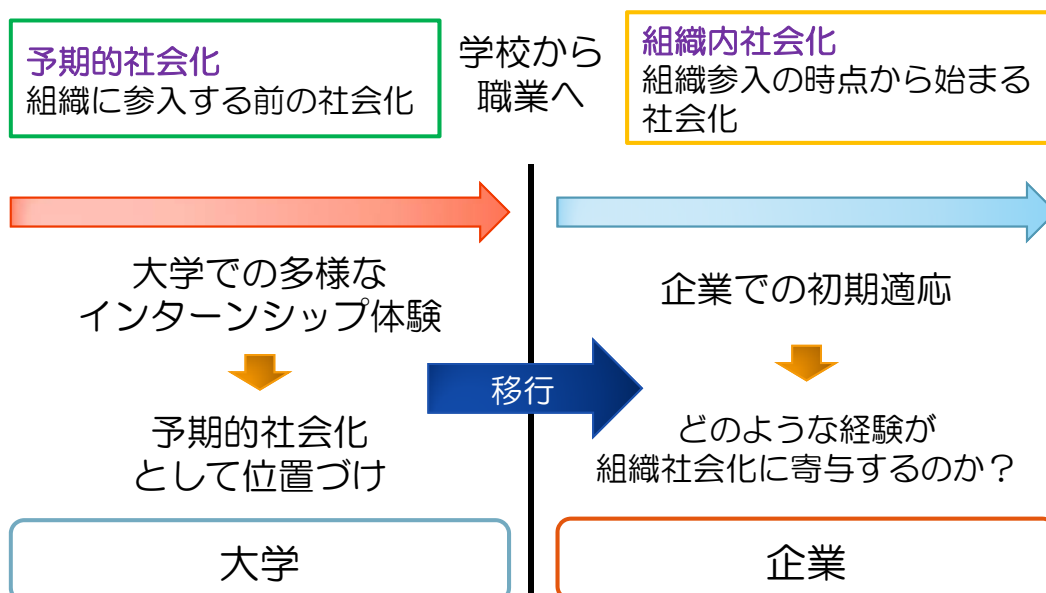 予期的社会化
組織に参入する前の社会化
学校から
職業へ
組織内社会化
組織参入の時点から始まる
社会化
大学での多様な
インターンシップ体験
予期的社会化
として位置づけ
移行
企業での初期適応
どのような経験が
組織社会化に寄与するのか？
大学
企業